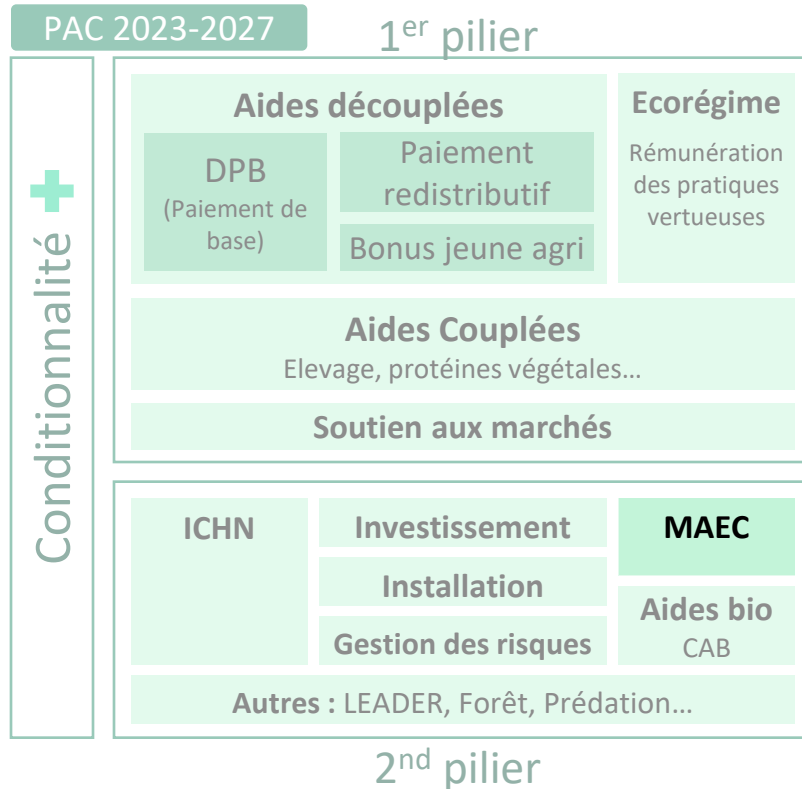 PAC 2023-2027
1er pilier
Conditionnalité +
Aides découplées
DPB
(Paiement de
base)
Paiement
redistributif
Bonus jeune agri
Ecorégime
Rémunération
des pratiques
vertueuses
Aides Couplées
Elevage, protéines végétales...
Soutien aux marchés
ICHN
Investissement
Installation
Gestion des risques
MAEC
Aides bio
CAB
Autres : LEADER, Forêt, Prédation...
2nd pilier